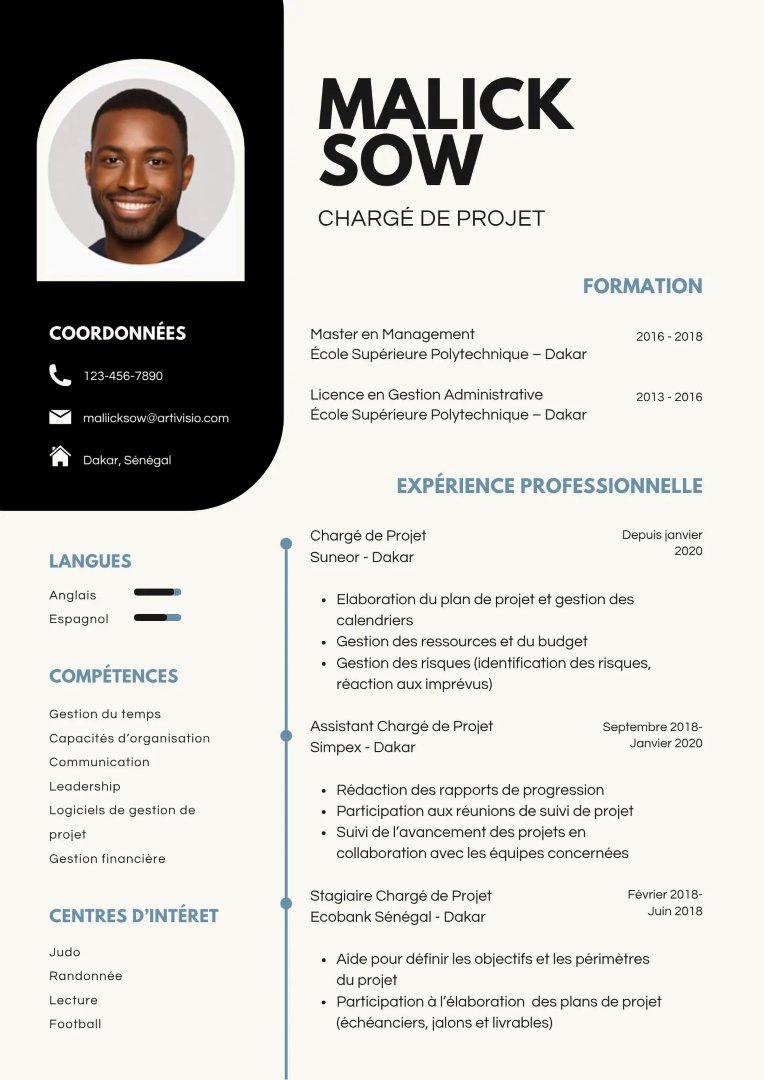 MALICK
SOW
CHARGÉ DE PROJET
COORDONNÉES
123-456-7890
maliicksow@artivisio.com
Dakar, Sénégal
LANGUES
Anglais
Espagnol
COMPÉTENCES
Gestion du temps
Capacités d'organisation
Communication
Leadership
Logiciels de gestion de
projet
Gestion financière
CENTRES D'INTÉRET
Judo
Randonnée
Lecture
Football
FORMATION
Master en Management 2016 - 2018
École Supérieure Polytechnique – Dakar
Licence en Gestion Administrative 2013 - 2016
École Supérieure Polytechnique – Dakar
EXPÉRIENCE PROFESSIONNELLE
Chargé de Projet Depuis janvier
Suneor - Dakar 2020
• Elaboration du plan de projet et gestion des
calendriers
• Gestion des ressources et du budget
• Gestion des risques (identification des risques,
réaction aux imprévus)
Assistant Chargé de Projet Septembre 2018-
Simpex - Dakar Janvier 2020
• Rédaction des rapports de progression
• Participation aux réunions de suivi de projet
• Suivi de l'avancement des projets en
collaboration avec les équipes concernées
Stagiaire Chargé de Projet Février 2018-
Ecobank Sénégal - Dakar Juin 2018
• Aide pour définir les objectifs et les périmètres
du projet
• Participation à l'élaboration des plans de projet
(échéanciers, jalons et livrables)